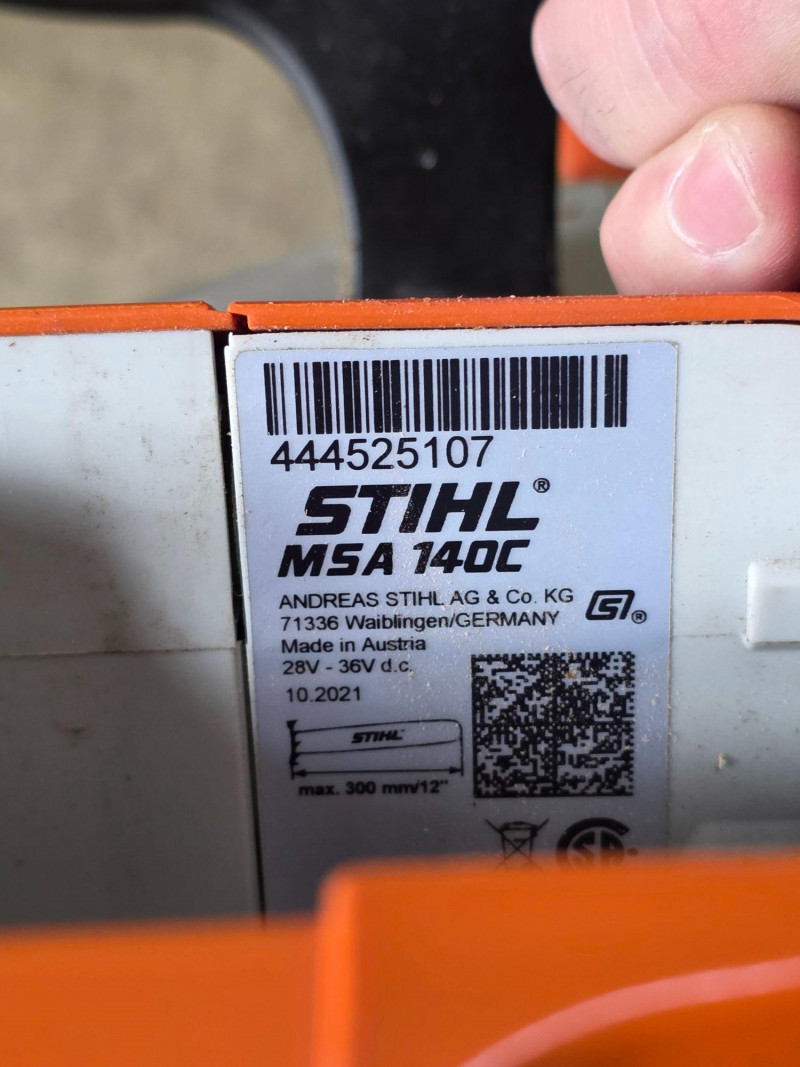 444525107
STIHL®
MSA 140C
ANDREAS STIHL AG & Co. KG
71336 Waiblingen/GERMANY
Made in Austria
28V - 36V d.c.
10.2021
STIHL
max. 300 mm/12"